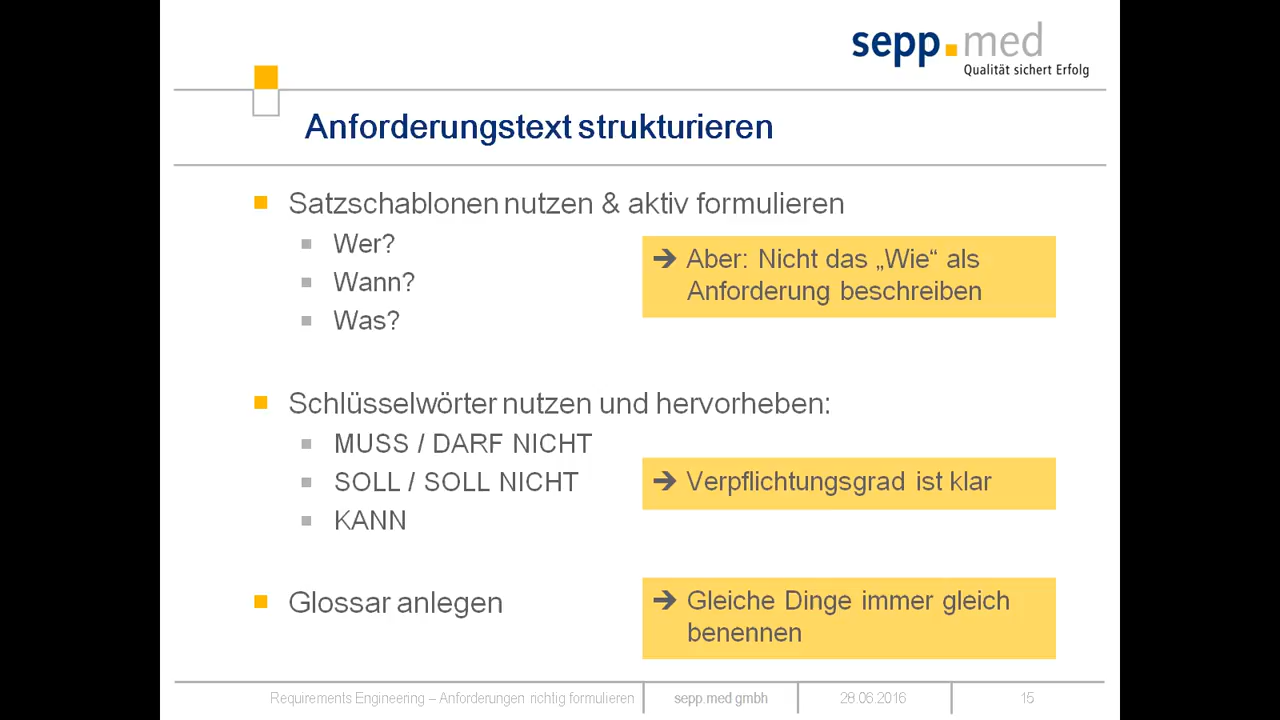 sepp.med
Qualität sichert Erfolg
Anforderungstext strukturieren
Satzschablonen nutzen & aktiv formulieren
Wer?
Wann?
Was?
➔ Aber: Nicht das „Wie“ als
Anforderung beschreiben
Schlüsselwörter nutzen und hervorheben:
MUSS / DARF NICHT
SOLL / SOLL NICHT
KANN
➔ Verpflichtungsgrad ist klar
Glossar anlegen
➔ Gleiche Dinge immer gleich
benennen
Requirements Engineering – Anforderungen richtig formulieren
sepp.med gmbh
28.06.2016
15